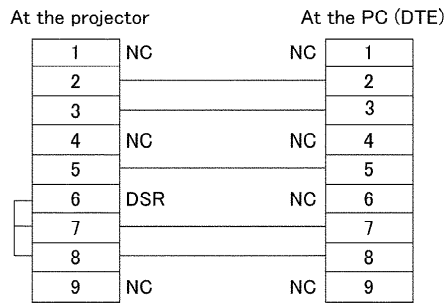 At the projector At the PC (DTE)
1 NC NC 1
2 2
3 3
4 NC NC 4
5 5
6 DSR NC 6
7 7
8 8
9 NC NC 9